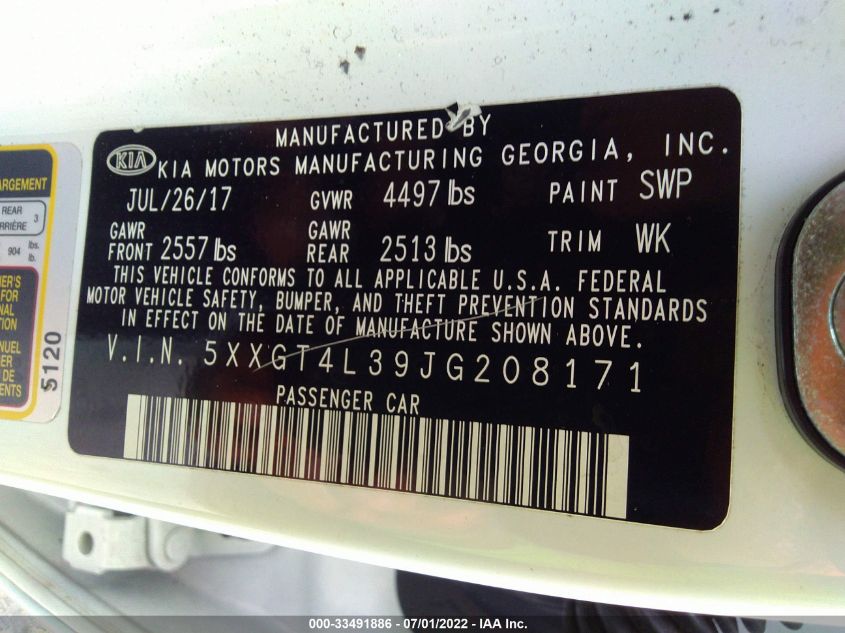 MANUFACTURED BY
KIA
KIA MOTORS MANUFACTURING GEORGIA, INC.
JUL/26/17 GVWR 4497 lbs PAINT SWP
GAWR FRONT 2557 lbs GAWR REAR 2513 lbs TRIM WK
THIS VEHICLE CONFORMS TO ALL APPLICABLE U.S.A. FEDERAL
MOTOR VEHICLE SAFETY, BUMPER, AND THEFT PREVENTION STANDARDS
IN EFFECT ON THE DATE OF MANUFACTURE SHOWN ABOVE.
V.I.N. 5XXGT4L39JG208171
PASSENGER CAR
REAR
3
904 lbs.
lb.
5120
000-33491886 - 07/01/2022 - IAA Inc.